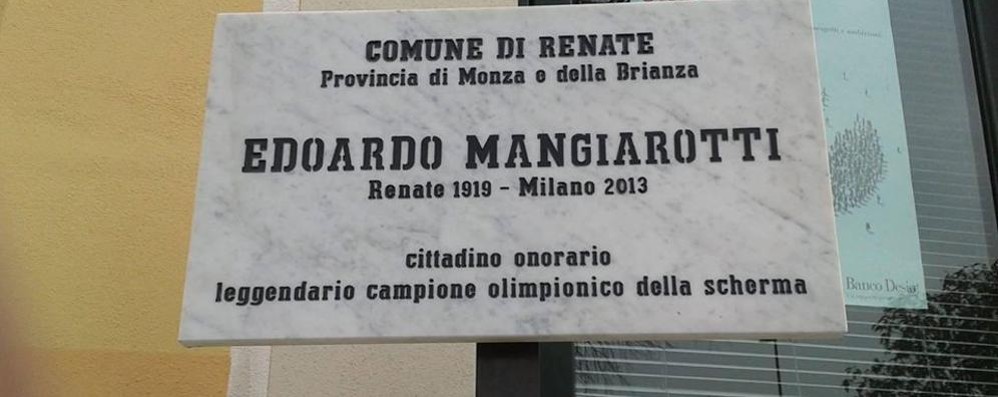 COMUNE DI RENATE
Provincia di Monza e della Brianza
EDOARDO MANGIAROTTI
Renate 1919 - Milano 2013
cittadino onorario
leggendario campione olimpionico della scherma
Banco Desio